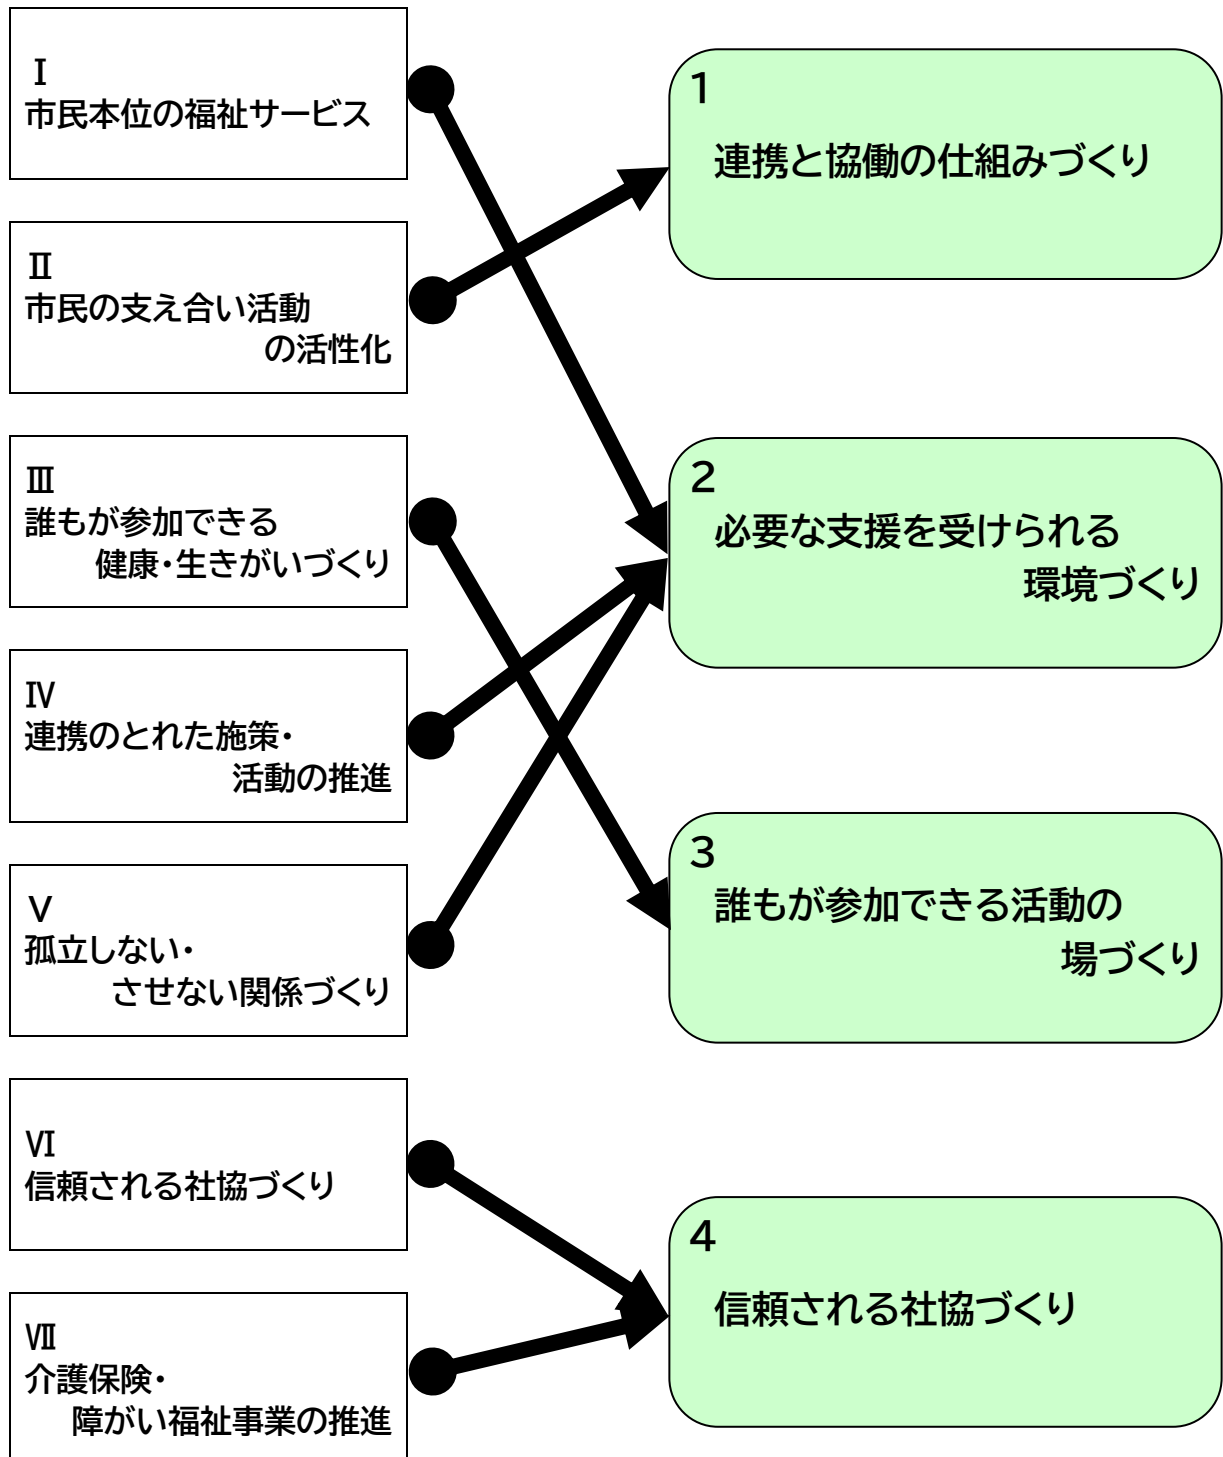 Ⅰ
市民本位の福祉サービス
Ⅱ
市民の支え合い活動
の活性化
Ⅲ
誰もが参加できる
健康・生きがいづくり
Ⅳ
連携のとれた施策・
活動の推進
Ⅴ
孤立しない・
させない関係づくり
Ⅵ
信頼される社協づくり
Ⅶ
介護保険・
障がい福祉事業の推進
1
連携と協働の仕組みづくり
2
必要な支援を受けられる
環境づくり
3
誰もが参加できる活動の
場づくり
4
信頼される社協づくり